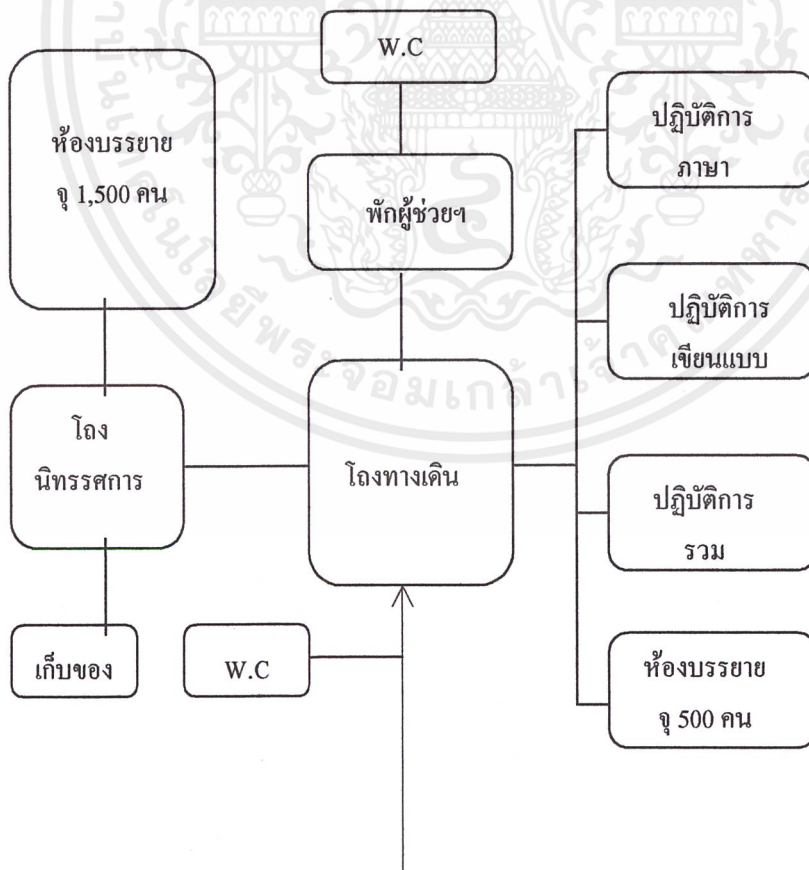 W.C
ห้องบรรยาย
จุ 1,500 คน
พักผู้ช่วยฯ
ปฏิบัติการ
ภาษา
ปฏิบัติการ
เขียนแบบ
โถง
นิทรรศการ
โถงทางเดิน
ปฏิบัติการ
รวม
เก็บของ
W.C
ห้องบรรยาย
จุ 500 คน